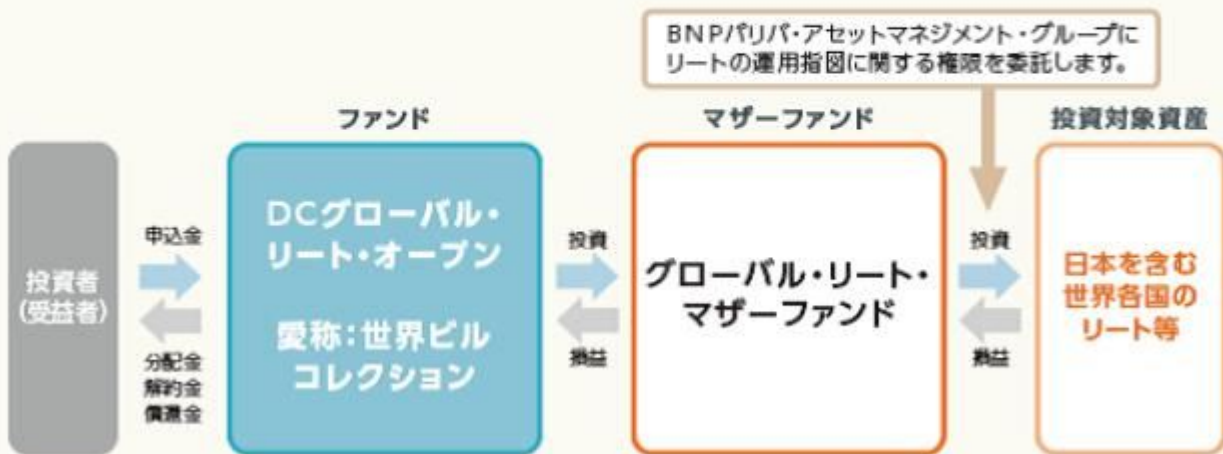 BNPパリバ・アセットマネジメント・グループに
リートの運用指図に関する権限を委託します。
ファンド
マザーファンド
投資対象資産
投資者
(受益者)
申込金
分配金
解約金
償還金
DCグローバル・
リート・オープン
愛称:世界ビル
コレクション
投資
損益
グローバル・リート・
マザーファンド
投資
損益
日本を含む
世界各国の
リート等